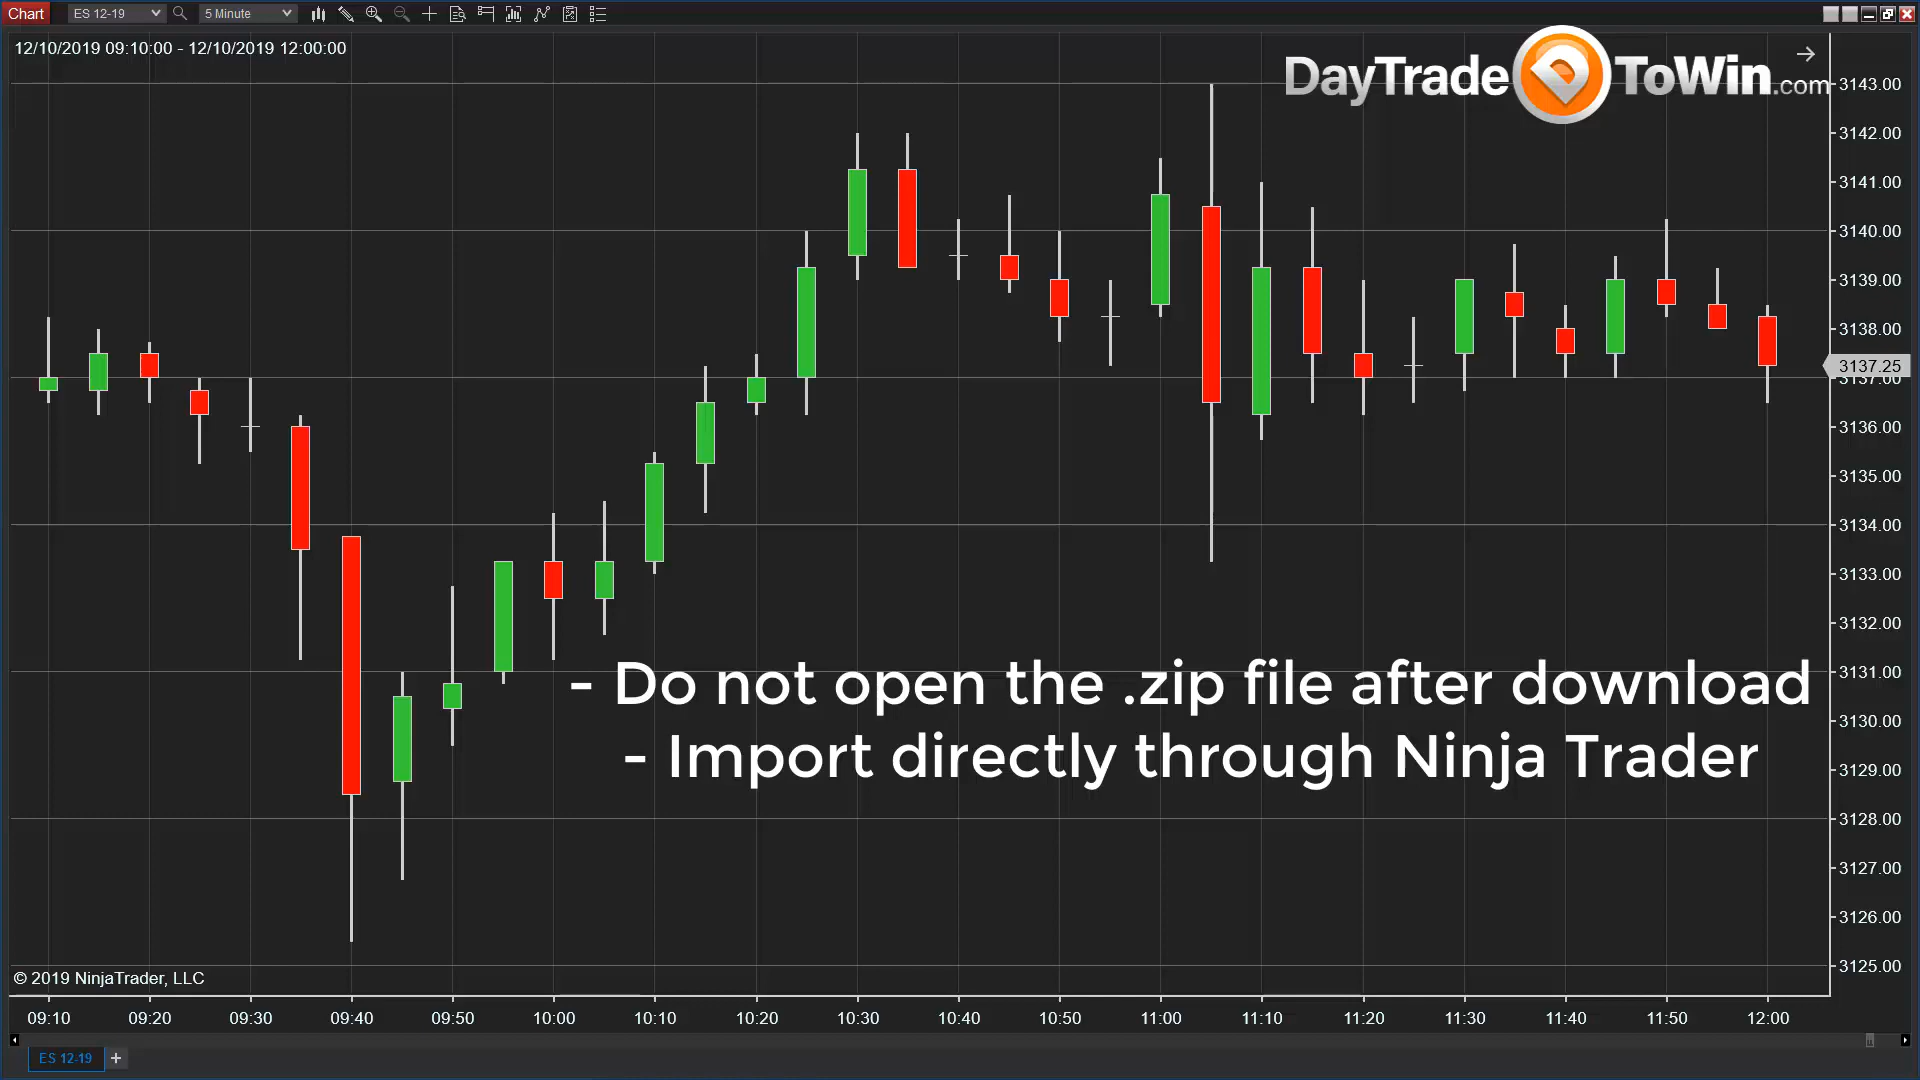 Chart ES 12-19 5 Minute
12/10/2019 09:10:00 - 12/10/2019 12:00:00
DayTradeToWin.com
3143.00
3142.00
3141.00
3140.00
3139.00
3138.00
3137.25
3137.00
3136.00
3135.00
3134.00
3133.00
3132.00
3131.00
- Do not open the .zip file after download
3130.00
- Import directly through Ninja Trader
3129.00
3128.00
3127.00
3126.00
3125.00
© 2019 NinjaTrader, LLC
09:10 09:20 09:30 09:40 09:50 10:00 10:10 10:20 10:30 10:40 10:50 11:00 11:10 11:20 11:30 11:40 11:50 12:00
ES 12-19 +